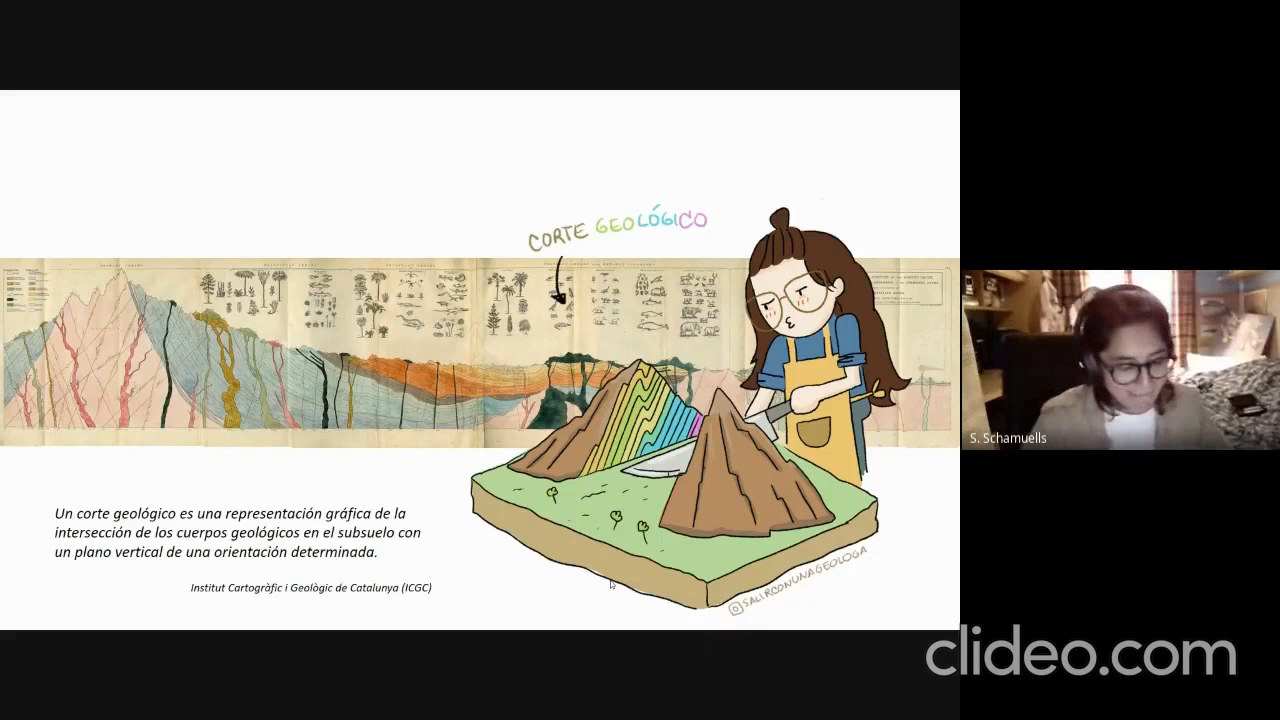 CORTE GEOLÓGICO
Un corte geológico es una representación gráfica de la
intersección de los cuerpos geológicos en el subsuelo con
un plano vertical de una orientación determinada.
Institut Cartogràfic i Geològic de Catalunya (ICGC)
@SALIRCONUNAGEOLOGA
S. Schamuells
clideo.com